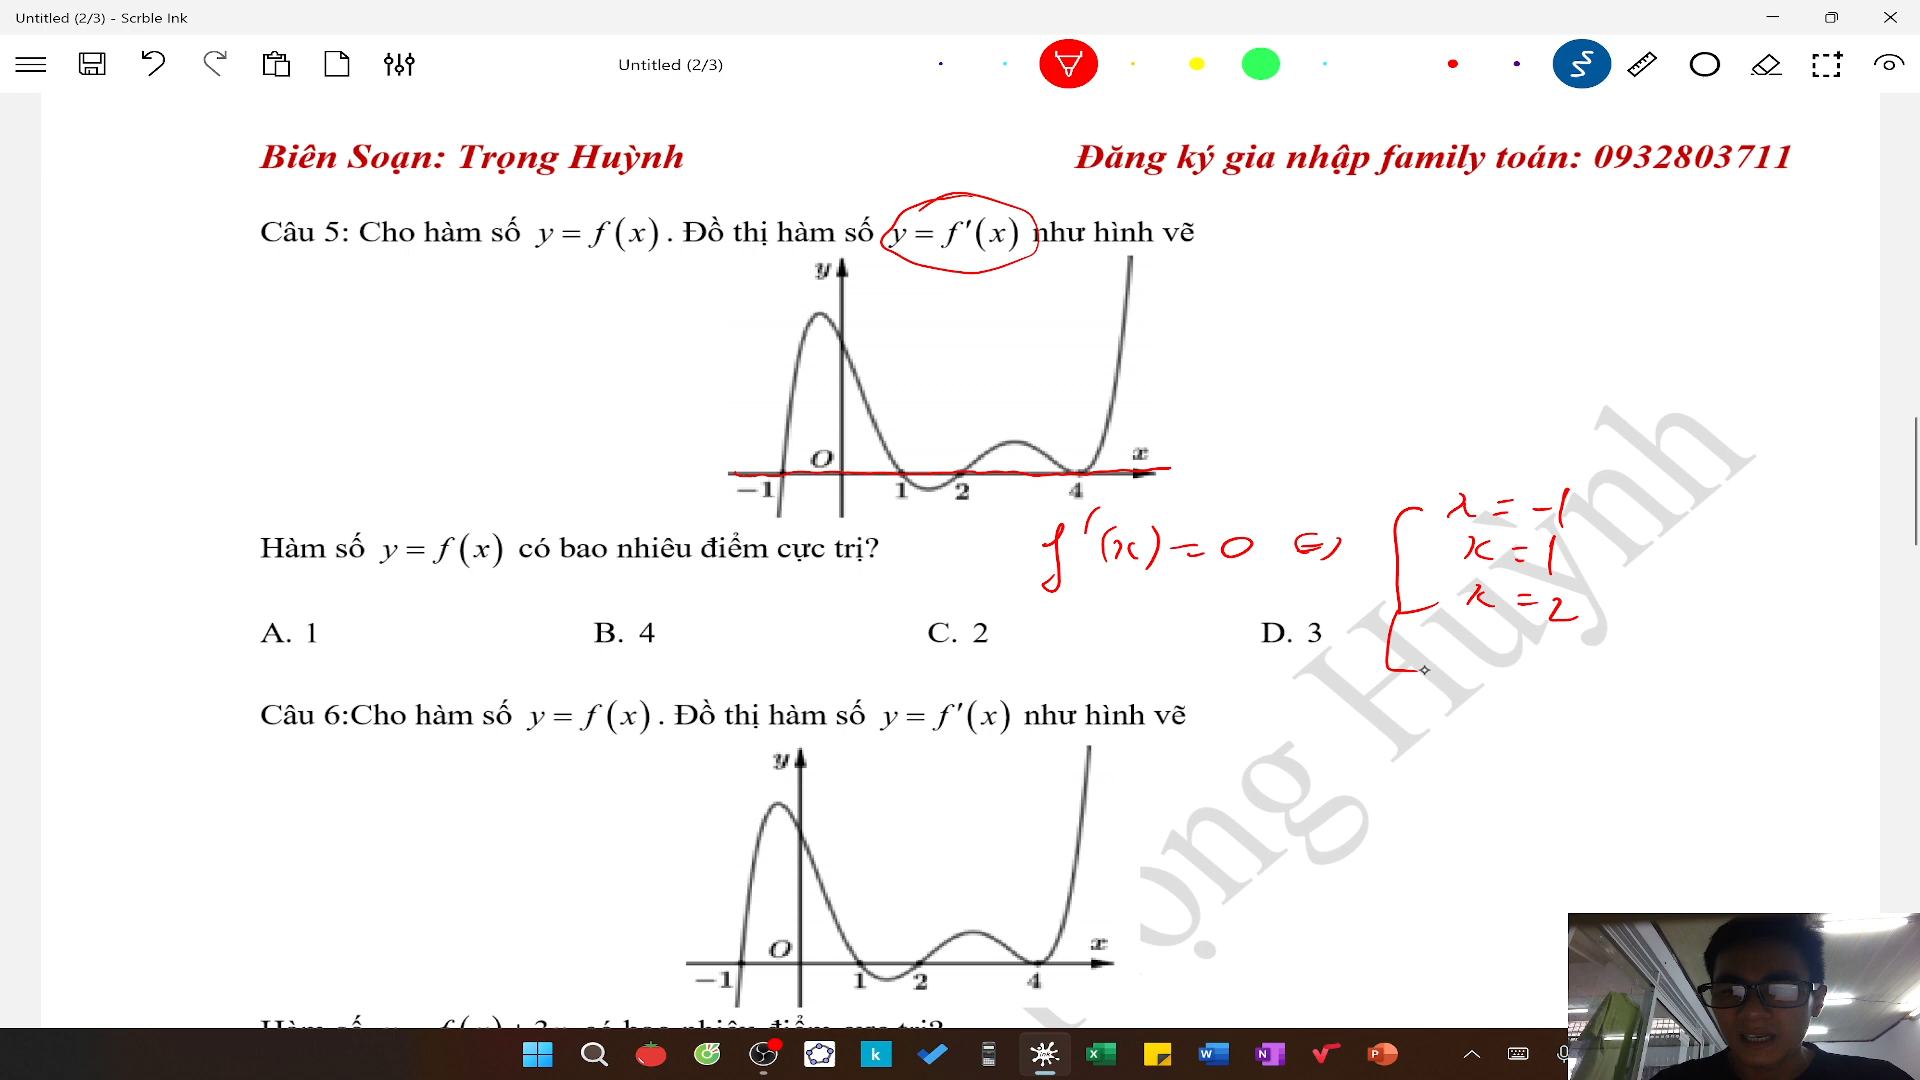 Untitled (2/3) - Scrble Ink
Untitled (2/3)
Biên Soạn: Trọng Huỳnh
Đăng ký gia nhập family toán: 0932803711
Câu 5: Cho hàm số y = f(x). Đồ thị hàm số y = f'(x) như hình vẽ
y
O
x
−1 1 2 4
f'(x) = 0 ⇔
x = -1
x = 1
x = 2
Hàm số y = f(x) có bao nhiêu điểm cực trị?
A. 1 B. 4 C. 2 D. 3
Câu 6:Cho hàm số y = f(x). Đồ thị hàm số y = f'(x) như hình vẽ
y
O
x
−1 1 2 4
ọng Huỳnh